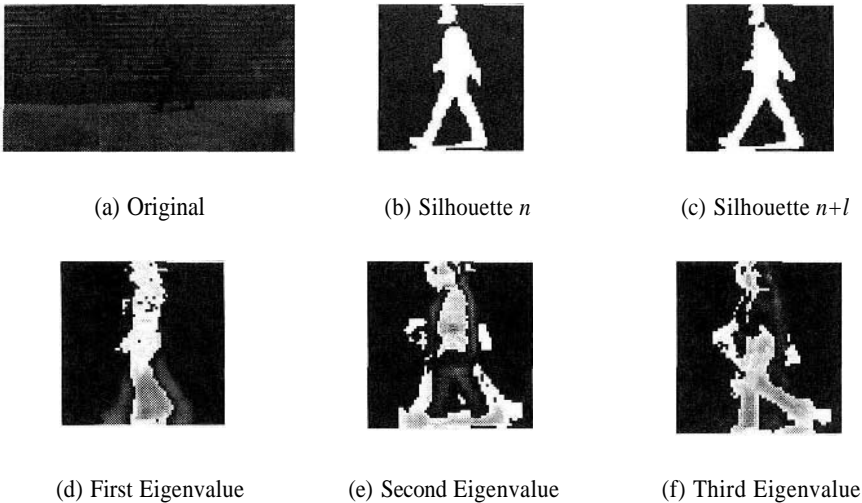 (a) Original
(b) Silhouette n
(c) Silhouette n+l
(d) First Eigenvalue
(e) Second Eigenvalue
(f) Third Eigenvalue